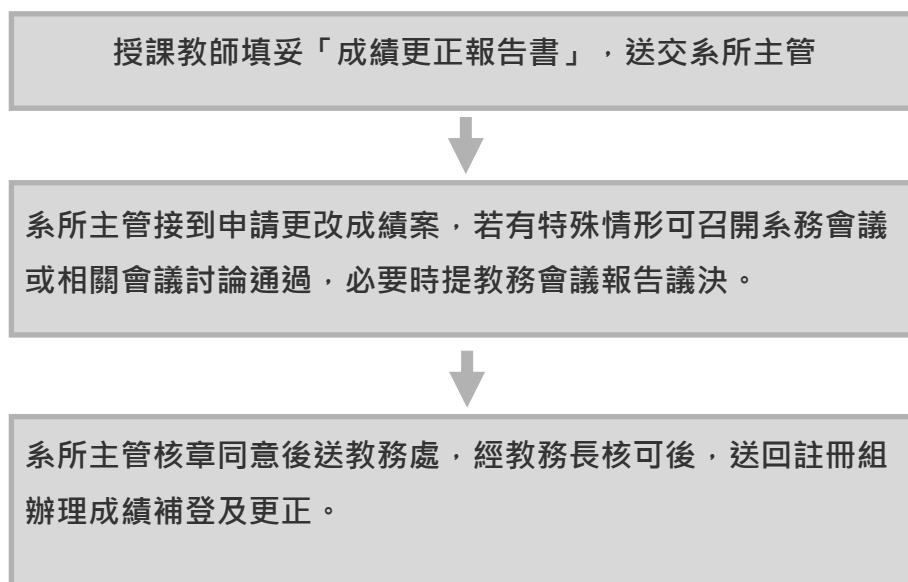 授課教師填妥「成績更正報告書」，送交系所主管
系所主管接到申請更改成績案，若有特殊情形可召開系務會議
或相關會議討論通過，必要時提教務會議報告議決。
系所主管核章同意後送教務處，經教務長核可後，送回註冊組
辦理成績補登及更正。